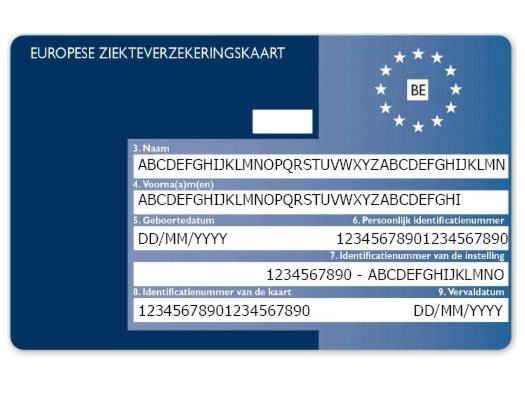 EUROPESE ZIEKTEVERZEKERINGSKAART
BE
3. Naam
ABCDEFGHIJKLMNOPQRSTUVWXYZABCDEFGHIJKLMN
4. Voorna(a)m(en)
ABCDEFGHIJKLMNOPQRSTUVWXYZABCDEFGHI
5. Geboortedatum 6. Persoonlijk identificatienummer
DD/MM/YYYY 12345678901234567890
7. Identificatienummer van de instelling
1234567890 - ABCDEFGHIJKLMNO
8. Identificatienummer van de kaart 9. Vervaldatum
12345678901234567890 DD/MM/YYYY